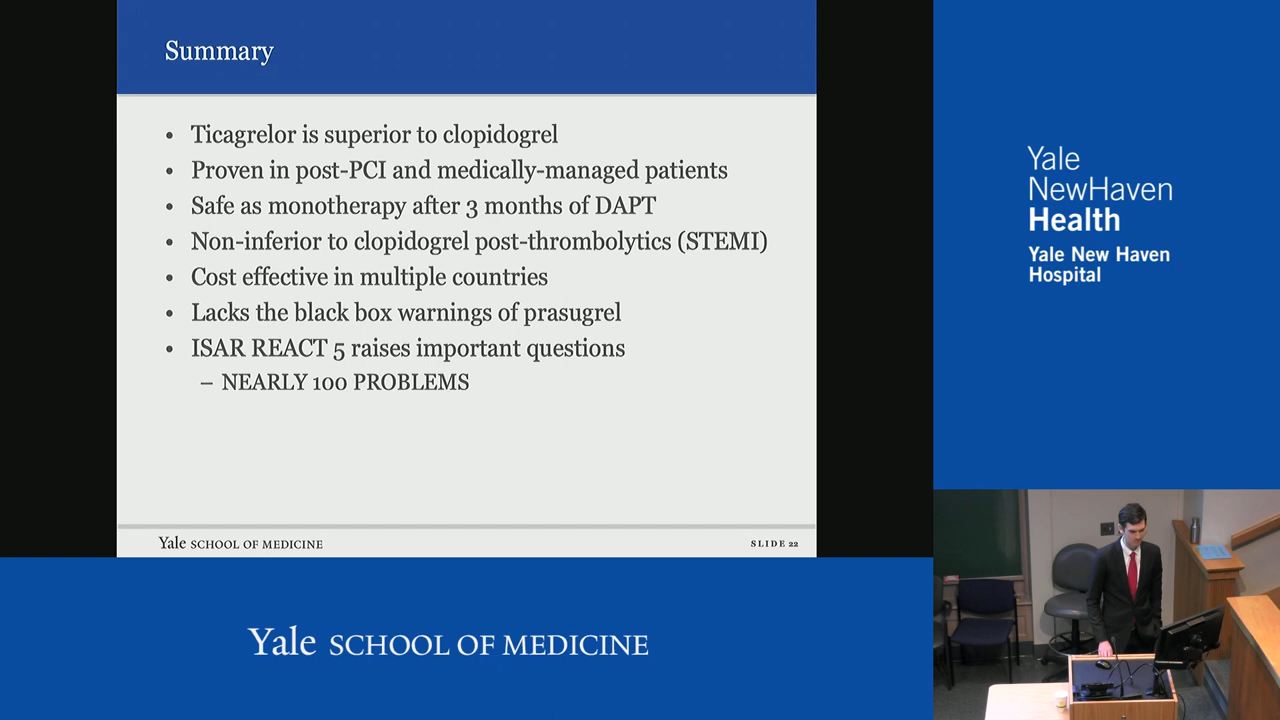 Summary
• Ticagrelor is superior to clopidogrel
• Proven in post-PCI and medically-managed patients
• Safe as monotherapy after 3 months of DAPT
• Non-inferior to clopidogrel post-thrombolytics (STEMI)
• Cost effective in multiple countries
• Lacks the black box warnings of prasugrel
• ISAR REACT 5 raises important questions
– NEARLY 100 PROBLEMS
Yale SCHOOL OF MEDICINE
SLIDE 22
Yale
NewHaven
Health
Yale New Haven
Hospital
Yale SCHOOL OF MEDICINE